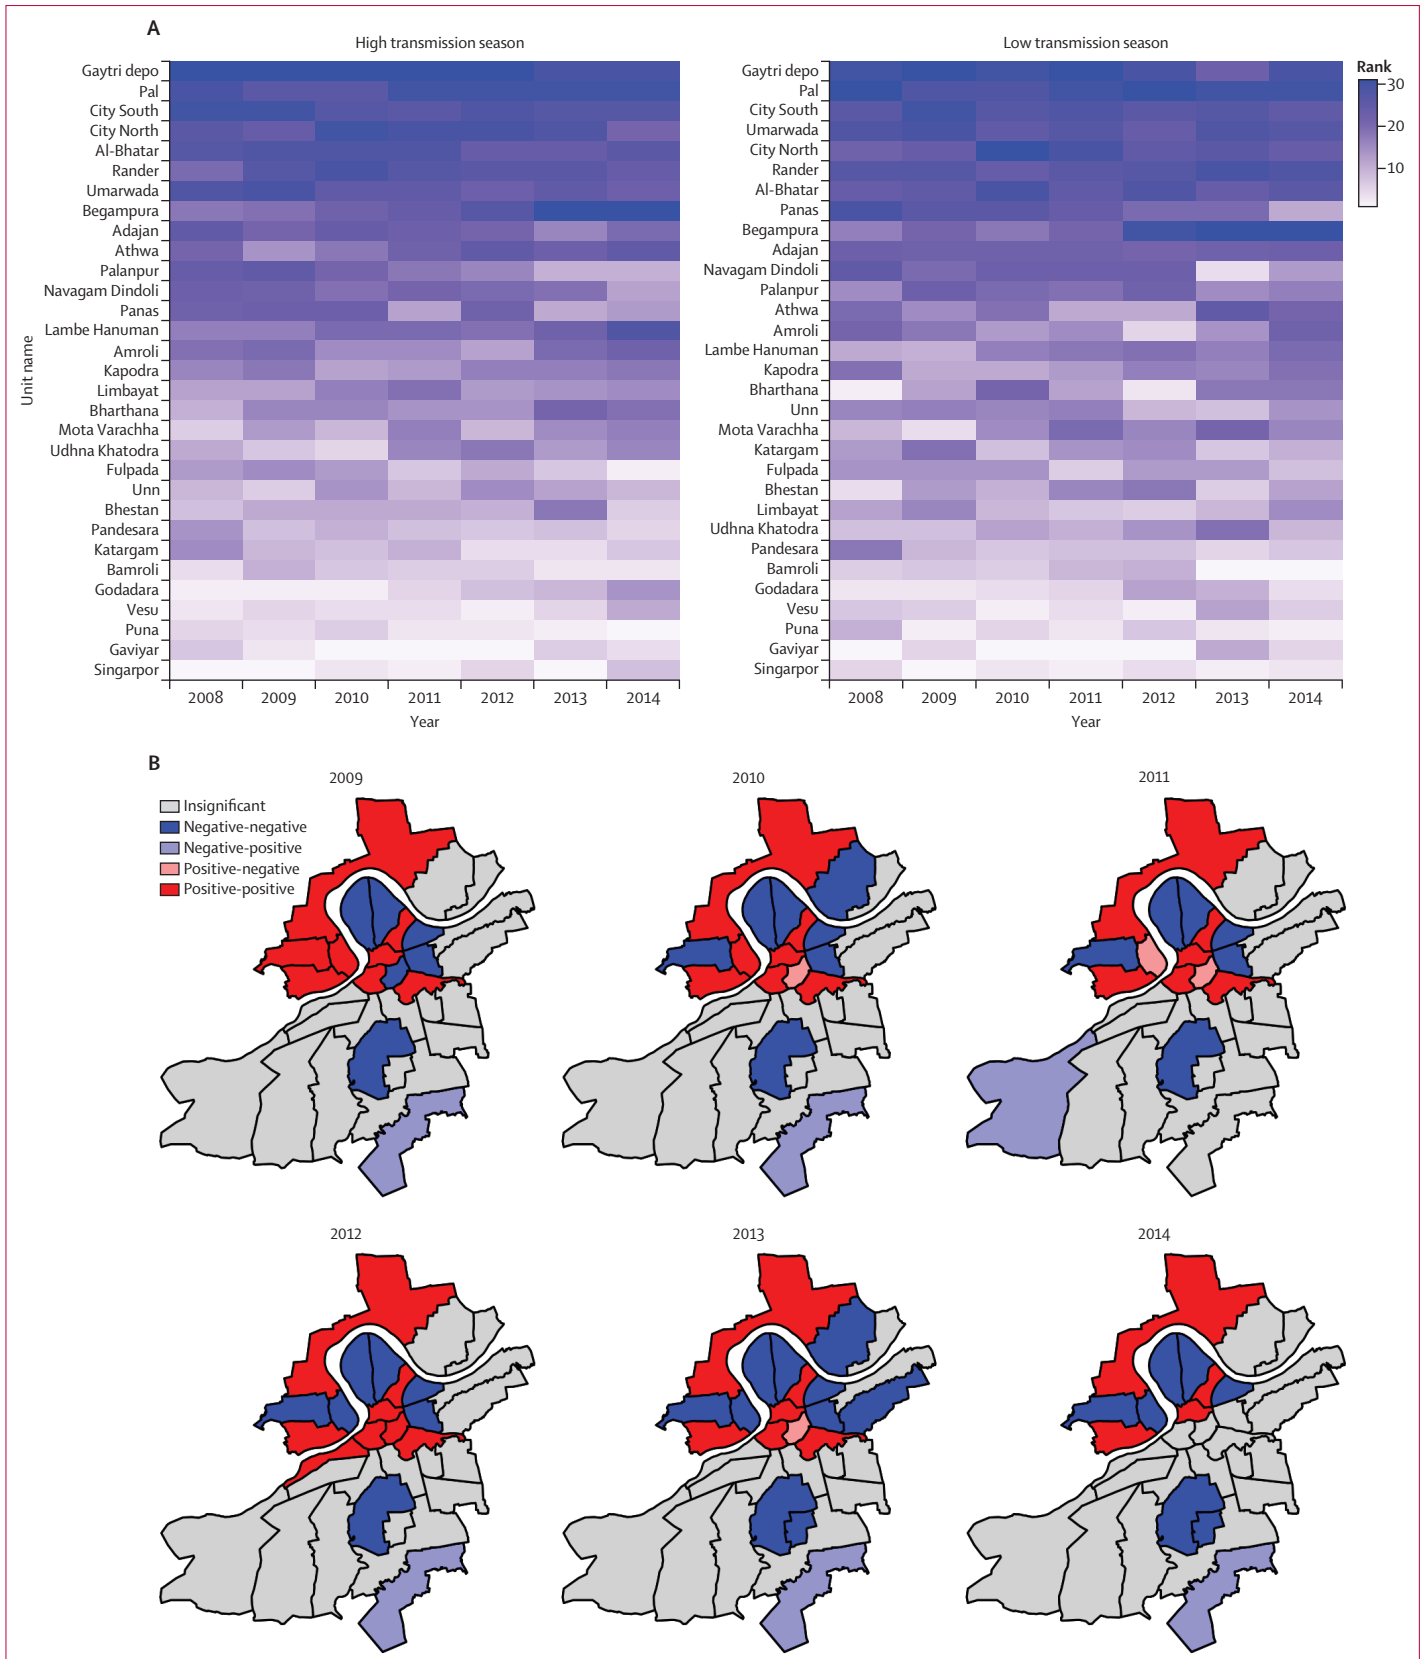 A
High transmission season
Low transmission season
Unit name
Gaytri depo
Pal
City South
City North
Al-Bhatar
Rander
Umarwada
Begampura
Adajan
Athwa
Palanpur
Navagam Dindoli
Panas
Lambe Hanuman
Amroli
Kapodra
Limbayat
Bharthana
Mota Varachha
Udhna Khatodra
Fulpada
Unn
Bhestan
Pandesara
Katargam
Bamroli
Godadara
Vesu
Puna
Gaviyar
Singarpor
2008 2009 2010 2011 2012 2013 2014
Year
Gaytri depo
Pal
City South
Umarwada
City North
Rander
Al-Bhatar
Panas
Begampura
Adajan
Navagam Dindoli
Palanpur
Athwa
Amroli
Lambe Hanuman
Kapodra
Bharthana
Unn
Mota Varachha
Katargam
Fulpada
Bhestan
Limbayat
Udhna Khatodra
Pandesara
Bamroli
Godadara
Vesu
Puna
Gaviyar
Singarpor
2008 2009 2010 2011 2012 2013 2014
Year
Rank
30
20
10
B
2009
2010
2011
Insignificant
Negative-negative
Negative-positive
Positive-negative
Positive-positive
2012
2013
2014